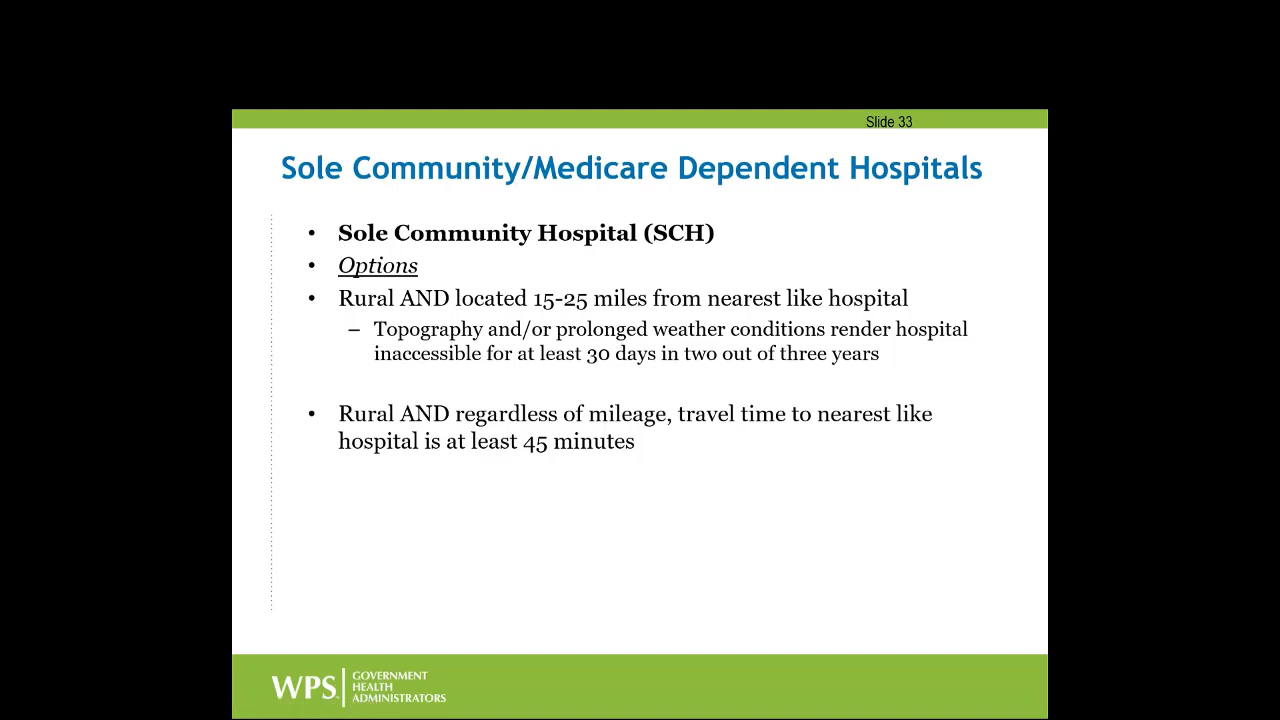 Slide 33
Sole Community/Medicare Dependent Hospitals
• Sole Community Hospital (SCH)
• Options
• Rural AND located 15-25 miles from nearest like hospital
– Topography and/or prolonged weather conditions render hospital
inaccessible for at least 30 days in two out of three years
• Rural AND regardless of mileage, travel time to nearest like
hospital is at least 45 minutes
WPS
GOVERNMENT
HEALTH
ADMINISTRATORS